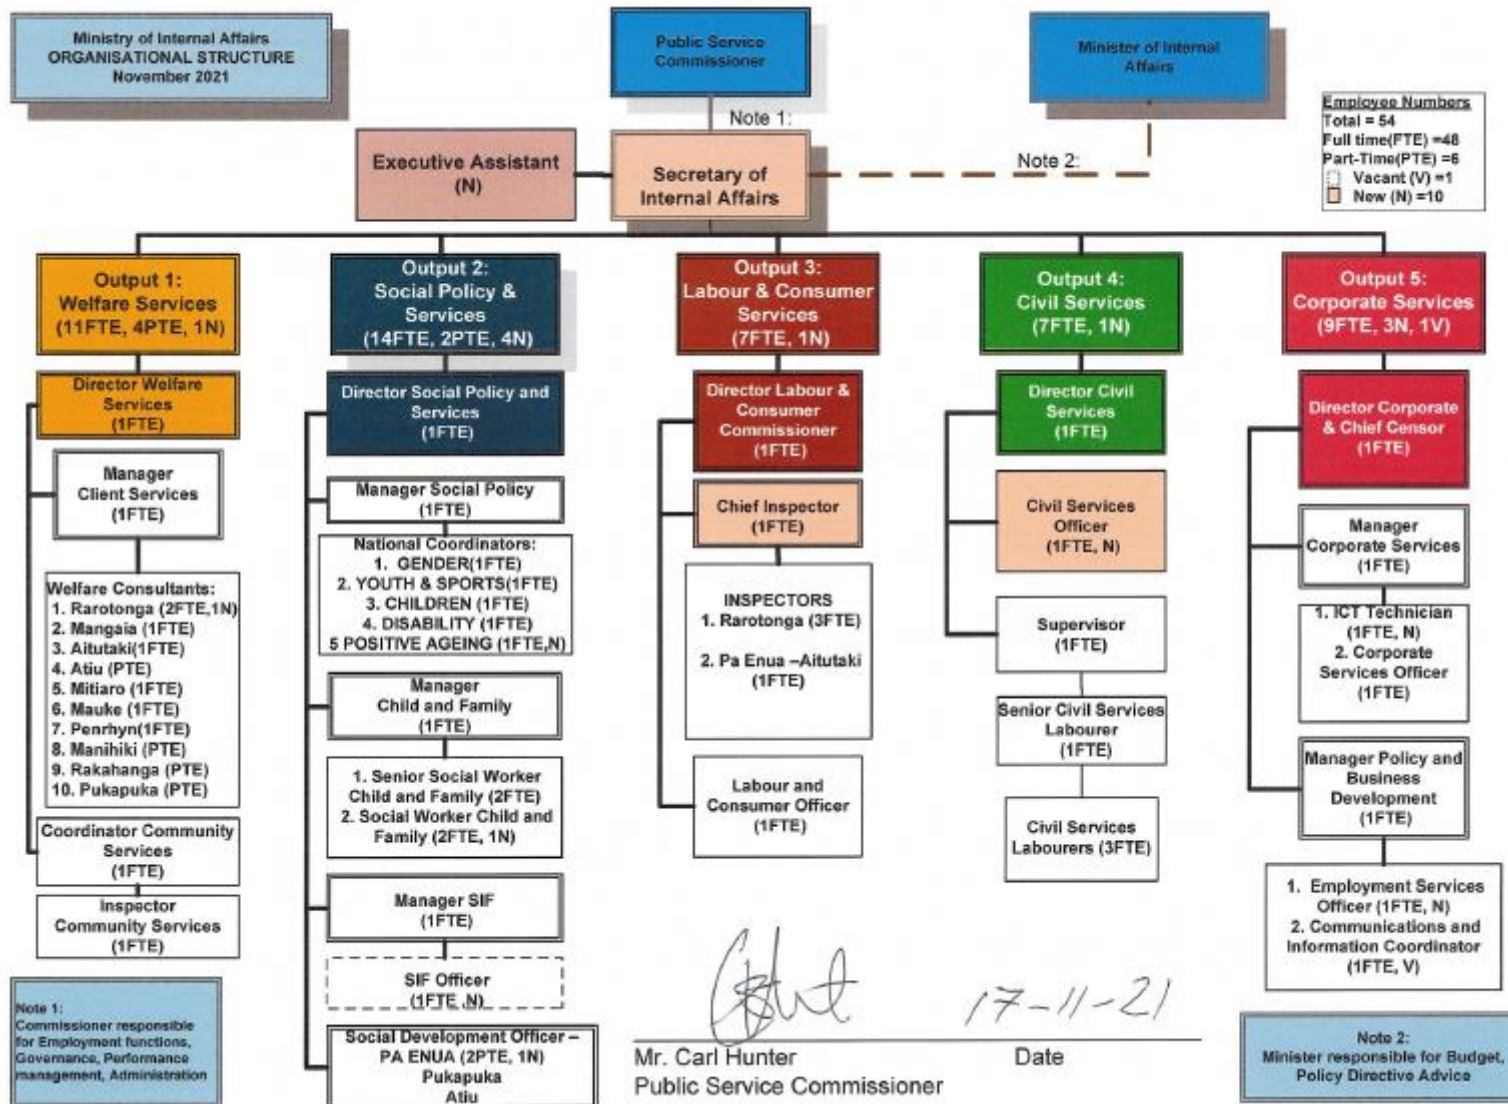 Ministry of Internal Affairs
ORGANISATIONAL STRUCTURE
November 2021
Public Service
Commissioner
Minister of Internal
Affairs
Note 1:
Note 2:
Employee Numbers
Total = 54
Full time(FTE) =48
Part-Time(PTE) =6
Vacant (V) =1
New (N) =10
Executive Assistant
(N)
Secretary of
Internal Affairs
Output 1:
Welfare Services
(11FTE, 4PTE, 1N)
Director Welfare
Services
(1FTE)
Manager
Client Services
(1FTE)
Welfare Consultants:
1. Rarotonga (2FTE,1N)
2. Mangaia (1FTE)
3. Aitutaki(1FTE)
4. Atiu (PTE)
5. Mitiaro (1FTE)
6. Mauke (1FTE)
7. Penrhyn(1FTE)
8. Manihiki (PTE)
9. Rakahanga (PTE)
10. Pukapuka (PTE)
Coordinator Community
Services
(1FTE)
Inspector
Community Services
(1FTE)
Note 1:
Commissioner responsible
for Employment functions,
Governance, Performance
management, Administration
Output 2:
Social Policy &
Services
(14FTE, 2PTE, 4N)
Director Social Policy and
Services
(1FTE)
Manager Social Policy
(1FTE)
National Coordinators:
1. GENDER(1FTE)
2. YOUTH & SPORTS(1FTE)
3. CHILDREN (1FTE)
4. DISABILITY (1FTE)
5 POSITIVE AGEING (1FTE,N)
Manager
Child and Family
(1FTE)
1. Senior Social Worker
Child and Family (2FTE)
2. Social Worker Child and
Family (2FTE, 1N)
Manager SIF
(1FTE)
SIF Officer
(1FTE ,N)
Social Development Officer –
PA ENUA (2PTE, 1N)
Pukapuka
Atiu
Output 3:
Labour & Consumer
Services
(7FTE, 1N)
Director Labour &
Consumer
Commissioner
(1FTE)
Chief Inspector
(1FTE)
INSPECTORS
1. Rarotonga (3FTE)
2. Pa Enua –Aitutaki
(1FTE)
Labour and
Consumer Officer
(1FTE)
Output 4:
Civil Services
(7FTE, 1N)
Director Civil
Services
(1FTE)
Civil Services
Officer
(1FTE, N)
Supervisor
(1FTE)
Senior Civil Services
Labourer
(1FTE)
Civil Services
Labourers (3FTE)
Output 5:
Corporate Services
(9FTE, 3N, 1V)
Director Corporate
& Chief Censor
(1FTE)
Manager
Corporate Services
(1FTE)
1. ICT Technician
(1FTE, N)
2. Corporate
Services Officer
(1FTE)
Manager Policy and
Business
Development
(1FTE)
1. Employment Services
Officer (1FTE, N)
2. Communications and
Information Coordinator
(1FTE, V)
17-11-21
Mr. Carl Hunter
Date
Public Service Commissioner
Note 2:
Minister responsible for Budget,
Policy Directive Advice